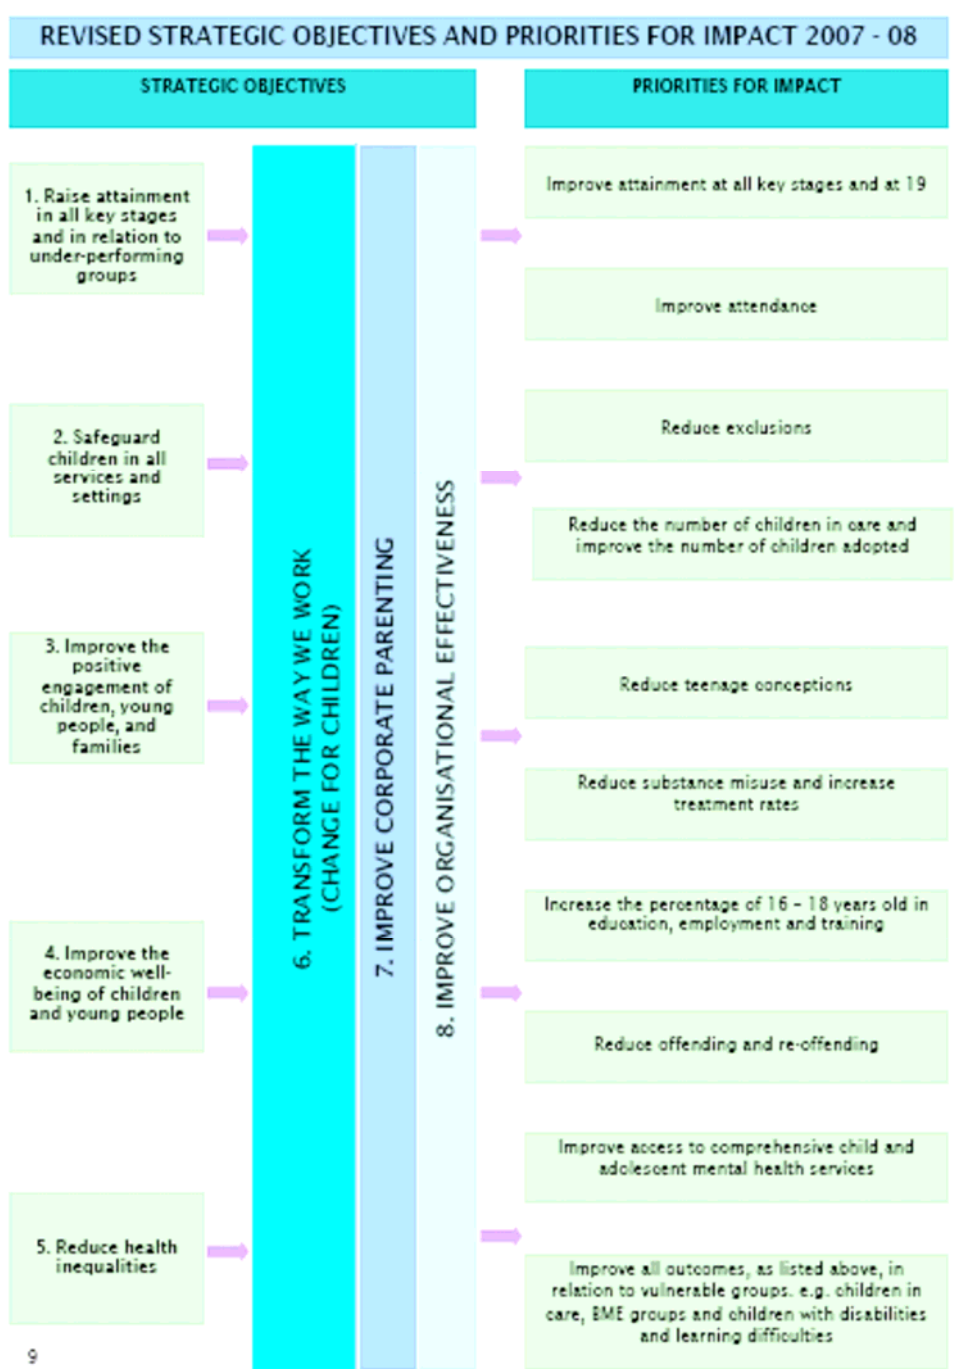 REVISED STRATEGIC OBJECTIVES AND PRIORITIES FOR IMPACT 2007 - 08
STRATEGIC OBJECTIVES
PRIORITIES FOR IMPACT
1. Raise attainment
in all key stages
and in relation to
under-performing
groups
2. Safeguard
children in all
services and
settings
3. Improve the
positive
engagement of
children, young
people, and
families
4. Improve the
economic well-
being of children
and young people
5. Reduce health
inequalities
6. TRANSFORM THE WAY WE WORK
(CHANGE FOR CHILDREN)
7. IMPROVE CORPORATE PARENTING
8. IMPROVE ORGANISATIONAL EFFECTIVENESS
Improve attainment at all key stages and at 19
Improve attendance
Reduce exclusions
Reduce the number of children in care and
improve the number of children adopted
Reduce teenage conceptions
Reduce substance misuse and increase
treatment rates
Increase the percentage of 16 – 18 years old in
education, employment and training
Reduce offending and re-offending
Improve access to comprehensive child and
adolescent mental health services
Improve all outcomes, as listed above, in
relation to vulnerable groups. e.g. children in
care, BME groups and children with disabilities
and learning difficulties
9